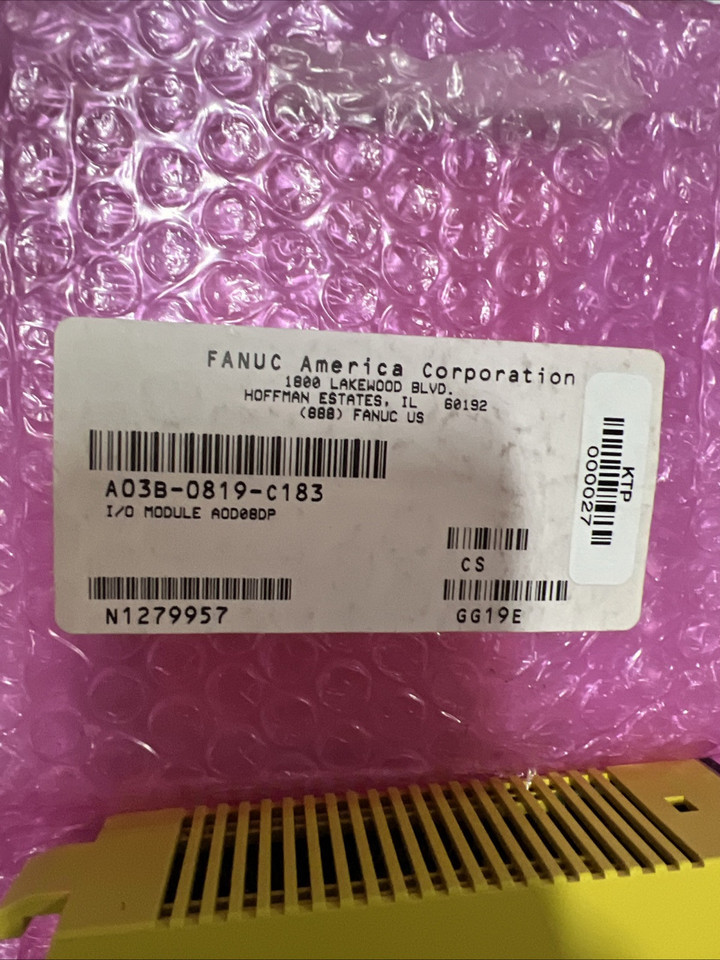 FANUC America Corporation
1800 LAKEWOOD BLVD.
HOFFMAN ESTATES, IL 60192
(888) FANUC US
A03B-0819-C183
I/O MODULE AOD08DP
CS
N1279957
GG19E
KTP
000027